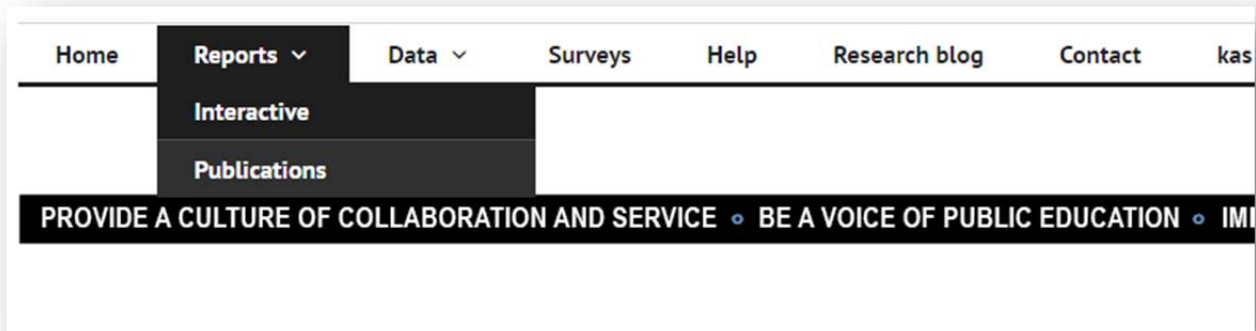 Home Reports Data Surveys Help Research blog Contact kas
Interactive
Publications
PROVIDE A CULTURE OF COLLABORATION AND SERVICE BE A VOICE OF PUBLIC EDUCATION